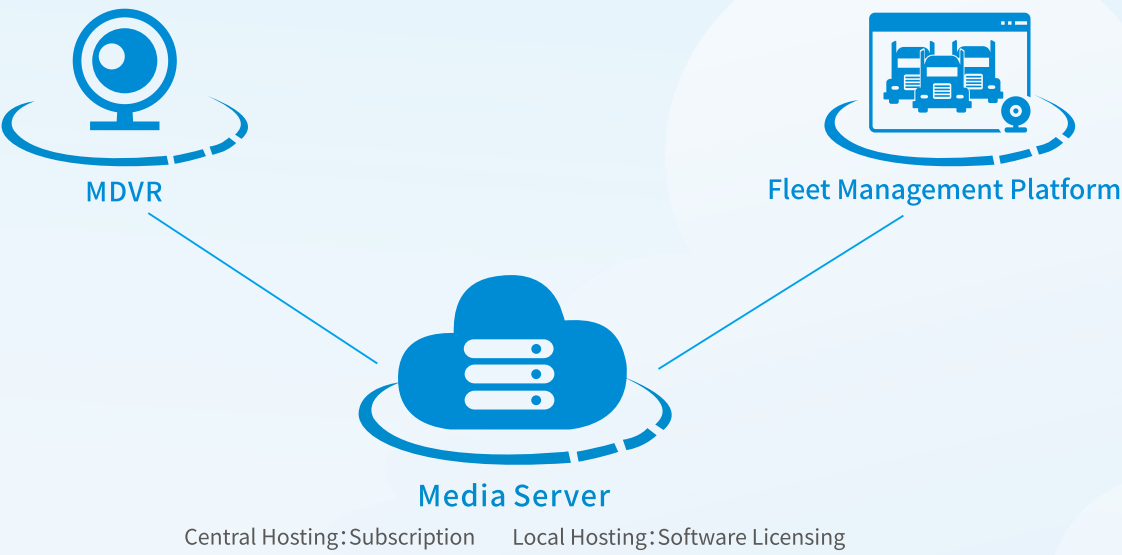 MDVR
Fleet Management Platform
Media Server
Central Hosting：Subscription
Local Hosting：Software Licensing